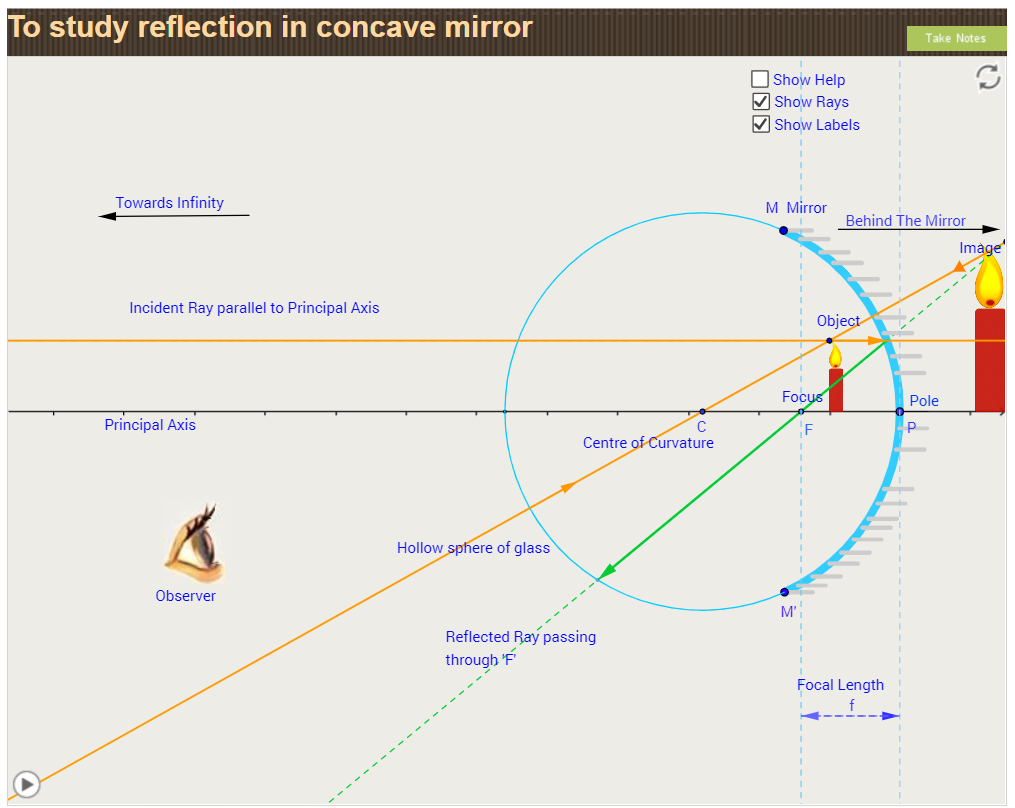 To study reflection in concave mirror
Take Notes
Show Help
Show Rays
Show Labels
Towards Infinity
M Mirror
Behind The Mirror
Image
Incident Ray parallel to Principal Axis
Object
Focus
Pole
Principal Axis
C
F
P
Centre of Curvature
Hollow sphere of glass
Observer
M'
Reflected Ray passing
through 'F'
Focal Length
f